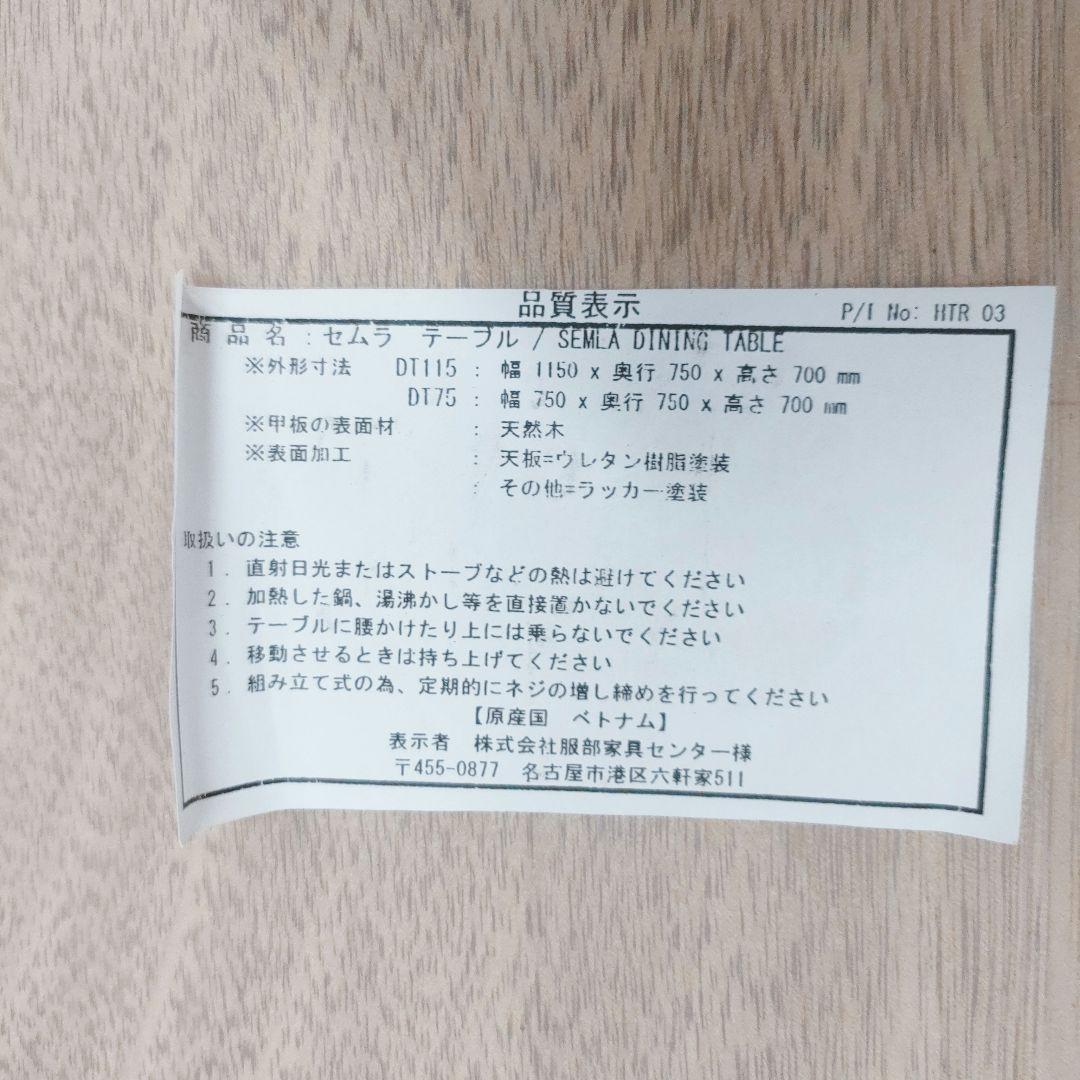 品質表示
P/I No: HTR 03
商 品 名 : セムラ テーブル / SEMLA DINING TABLE
※外形寸法 DT115 : 幅 1150 x 奥行 750 x 高さ 700 mm
DT75 : 幅 750 x 奥行 750 x 高さ 700 mm
※甲板の表面材 : 天然木
※表面加工 : 天板=ウレタン樹脂塗装
: その他=ラッカー塗装
取扱いの注意
1. 直射日光またはストーブなどの熱は避けてください
2. 加熱した鍋、湯沸かし等を直接置かないでください
3. テーブルに腰かけたり上には乗らないでください
4. 移動させるときは持ち上げてください
5. 組み立て式の為、定期的にネジの増し締めを行ってください
【原産国 ベトナム】
表示者 株式会社服部家具センター様
〒455-0877 名古屋市港区六軒家511